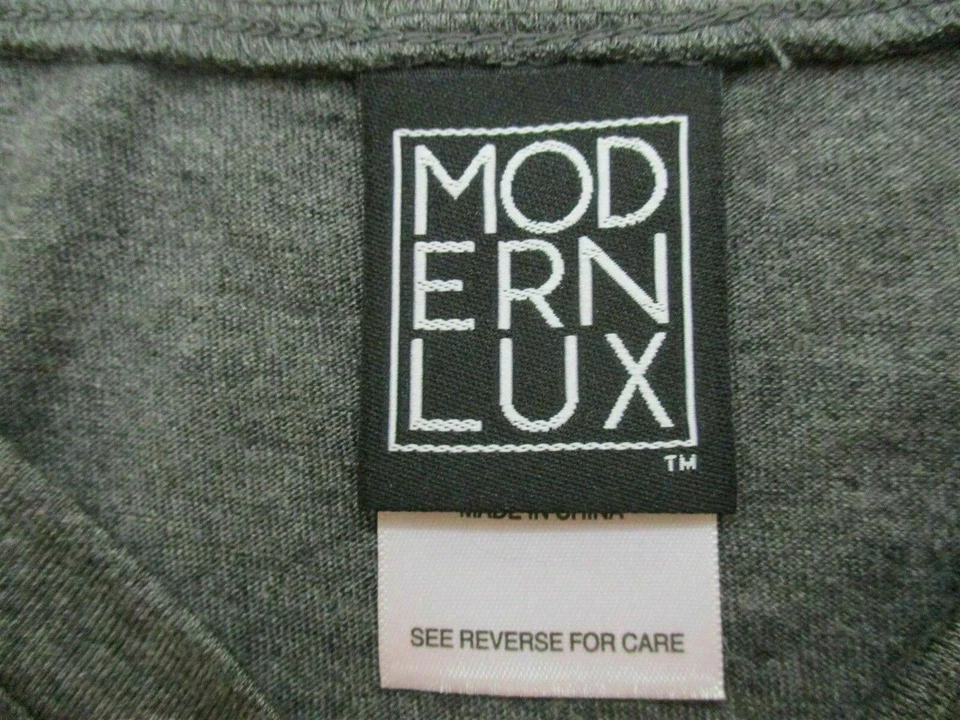 MOD
ERN
LUX
TM
MADE IN CHINA
SEE REVERSE FOR CARE